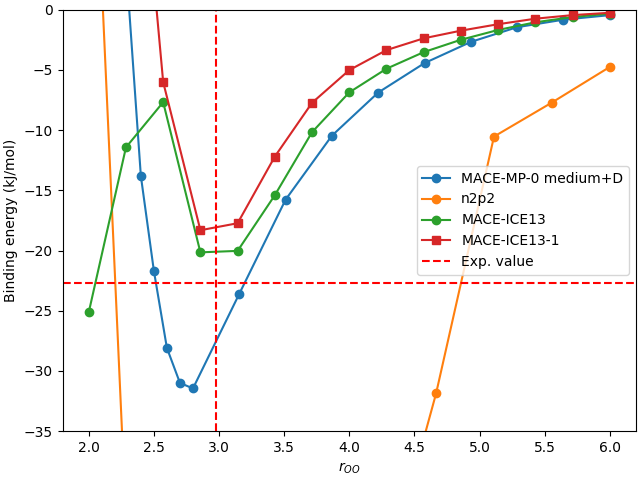 0
−5
−10
−15
−20
−25
−30
−35
Binding energy (kJ/mol)
MACE-MP-0 medium+D
n2p2
MACE-ICE13
MACE-ICE13-1
Exp. value
2.0 2.5 3.0 3.5 4.0 4.5 5.0 5.5 6.0
r_OO